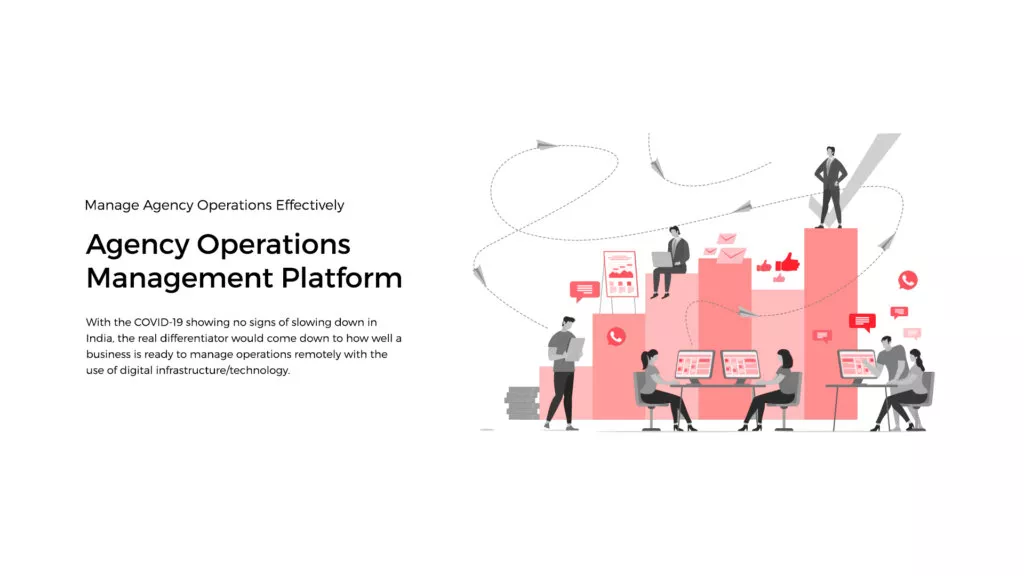 Manage Agency Operations Effectively
Agency Operations
Management Platform
With the COVID-19 showing no signs of slowing down in
India, the real differentiator would come down to how well a
business is ready to manage operations remotely with the
use of digital infrastructure/technology.